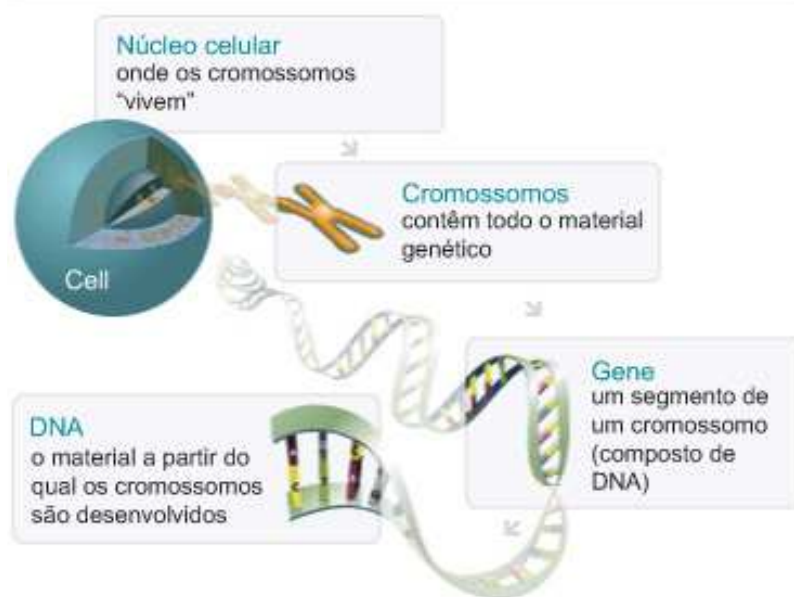 Núcleo celular
onde os cromossomos
“vivem"
Cromossomos
contêm todo o material
genético
Cell
Gene
um segmento de
um cromossomo
(composto de
DNA)
DNA
o material a partir do
qual os cromossomos
são desenvolvidos